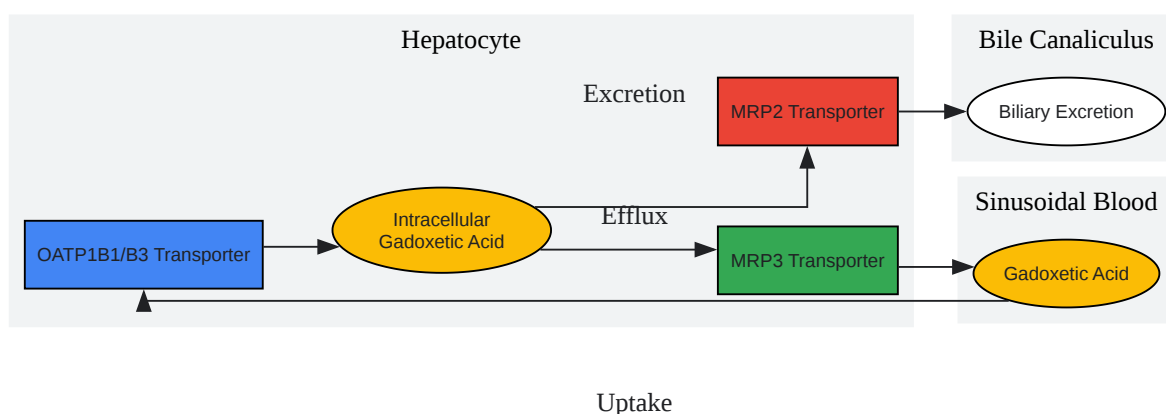 Hepatocyte
Bile Canaliculus
Excretion
MRP2 Transporter
Biliary Excretion
Sinusoidal Blood
Intracellular
Gadoxetic Acid
Efflux
OATP1B1/B3 Transporter
MRP3 Transporter
Gadoxetic Acid
Uptake